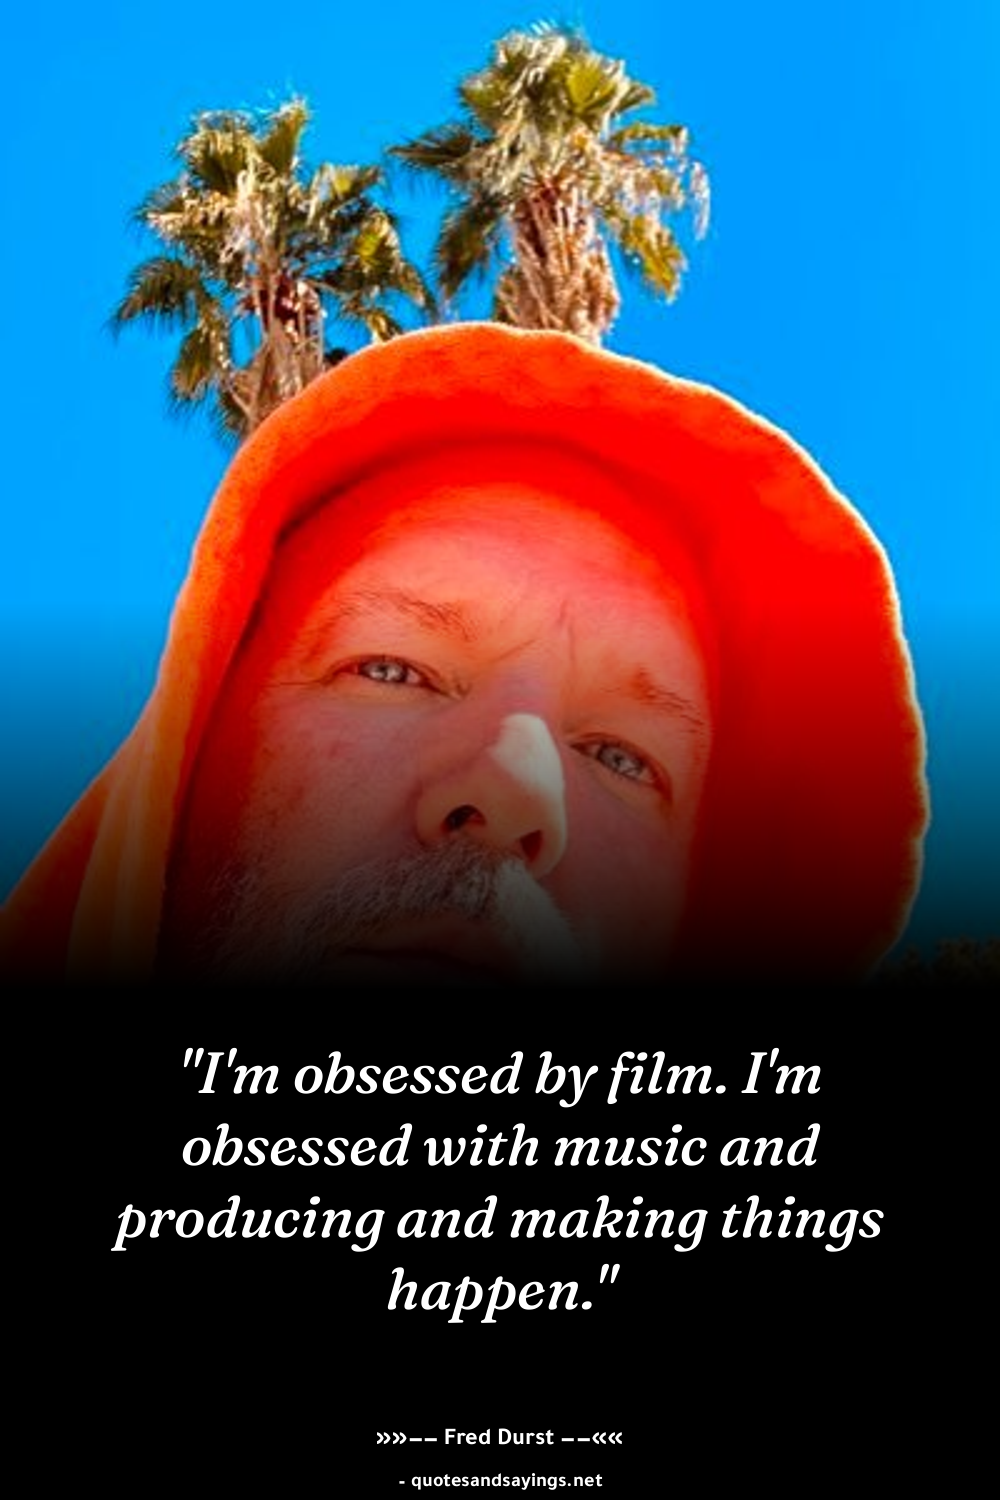 "I'm obsessed by film. I'm
obsessed with music and
producing and making things
happen."
»»–– Fred Durst ––««
- quotesandsayings.net